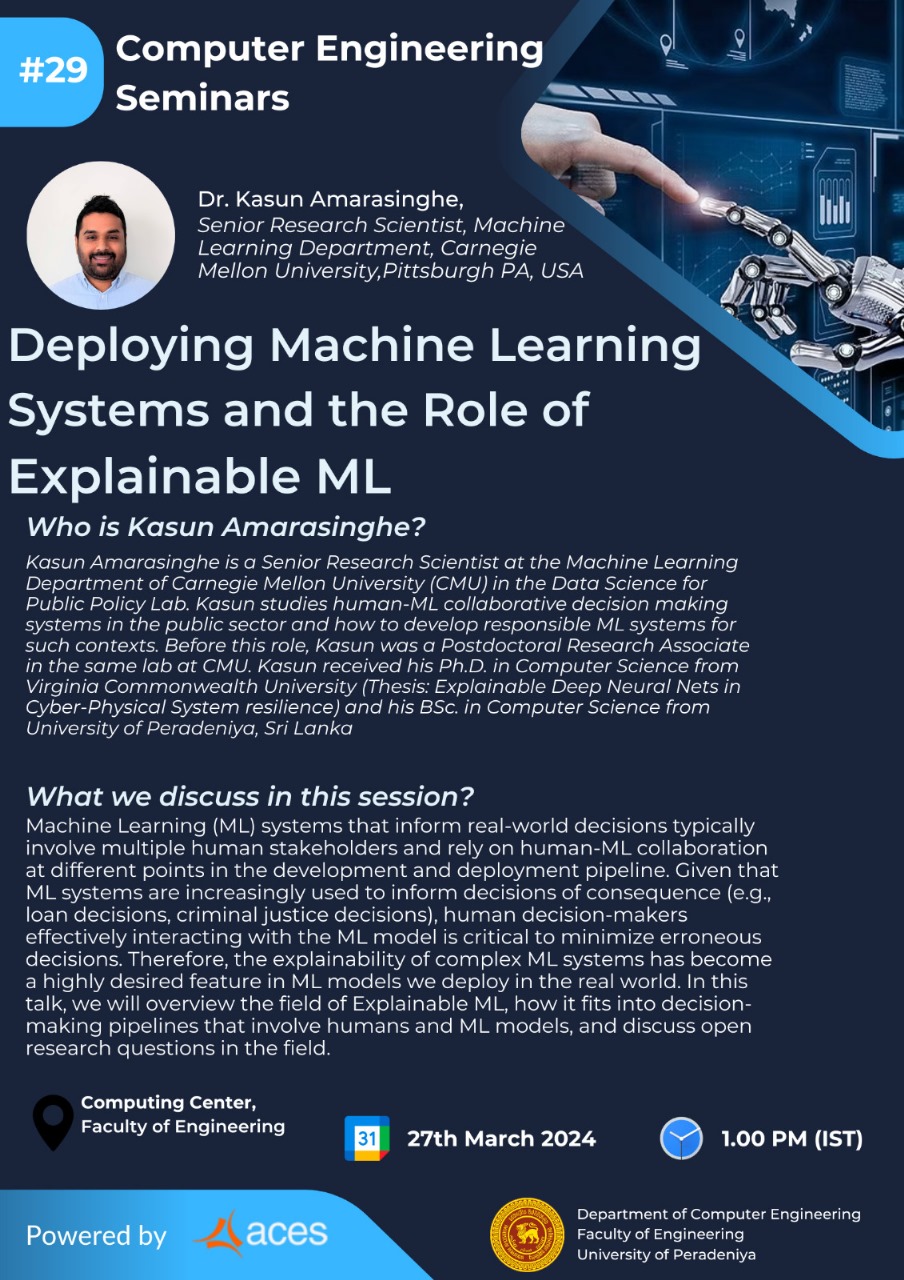 #29
Computer Engineering
Seminars
Dr. Kasun Amarasinghe,
Senior Research Scientist, Machine
Learning Department, Carnegie
Mellon University,Pittsburgh PA, USA
Deploying Machine Learning
Systems and the Role of
Explainable ML
Who is Kasun Amarasinghe?
Kasun Amarasinghe is a Senior Research Scientist at the Machine Learning
Department of Carnegie Mellon University (CMU) in the Data Science for
Public Policy Lab. Kasun studies human-ML collaborative decision making
systems in the public sector and how to develop responsible ML systems for
such contexts. Before this role, Kasun was a Postdoctoral Research Associate
in the same lab at CMU. Kasun received his Ph.D. in Computer Science from
Virginia Commonwealth University (Thesis: Explainable Deep Neural Nets in
Cyber-Physical System resilience) and his BSc. in Computer Science from
University of Peradeniya, Sri Lanka
What we discuss in this session?
Machine Learning (ML) systems that inform real-world decisions typically
involve multiple human stakeholders and rely on human-ML collaboration
at different points in the development and deployment pipeline. Given that
ML systems are increasingly used to inform decisions of consequence (e.g.,
loan decisions, criminal justice decisions), human decision-makers
effectively interacting with the ML model is critical to minimize erroneous
decisions. Therefore, the explainability of complex ML systems has become
a highly desired feature in ML models we deploy in the real world. In this
talk, we will overview the field of Explainable ML, how it fits into decision-
making pipelines that involve humans and ML models, and discuss open
research questions in the field.
Computing Center,
Faculty of Engineering
31
27th March 2024
1.00 PM (IST)
Powered by
aces
Department of Computer Engineering
Faculty of Engineering
University of Peradeniya